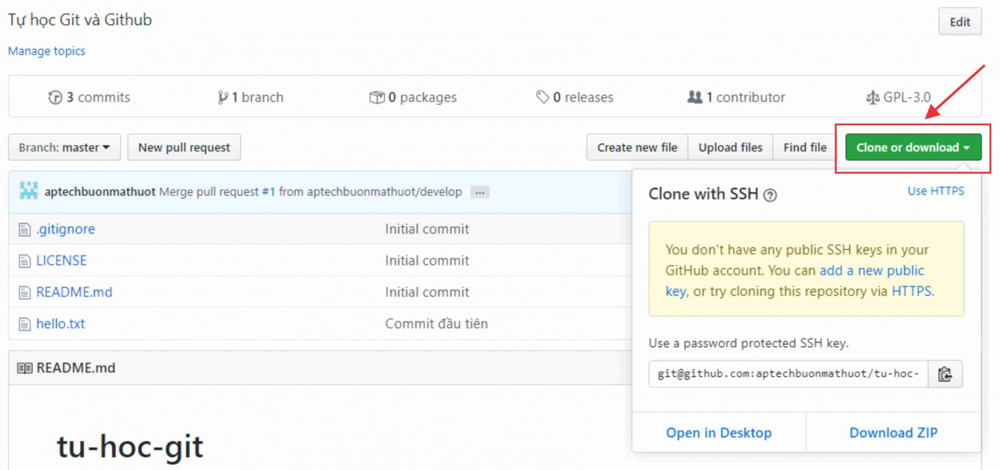 Tự học Git và Github
Edit
Manage topics
3 commits
1 branch
0 packages
0 releases
1 contributor
GPL-3.0
Branch: master
New pull request
Create new file
Upload files
Find file
Clone or download
aptechbuonmathuot Merge pull request #1 from aptechbuonmathuot/develop ...
.gitignore
Initial commit
LICENSE
Initial commit
README.md
Initial commit
hello.txt
Commit đầu tiên
Clone with SSH ?
Use HTTPS
You don't have any public SSH keys in your
GitHub account. You can add a new public
key, or try cloning this repository via HTTPS.
Use a password protected SSH key.
git@github.com:aptechbuonmathuot/tu-hoc-
Open in Desktop
Download ZIP
README.md
tu-hoc-git